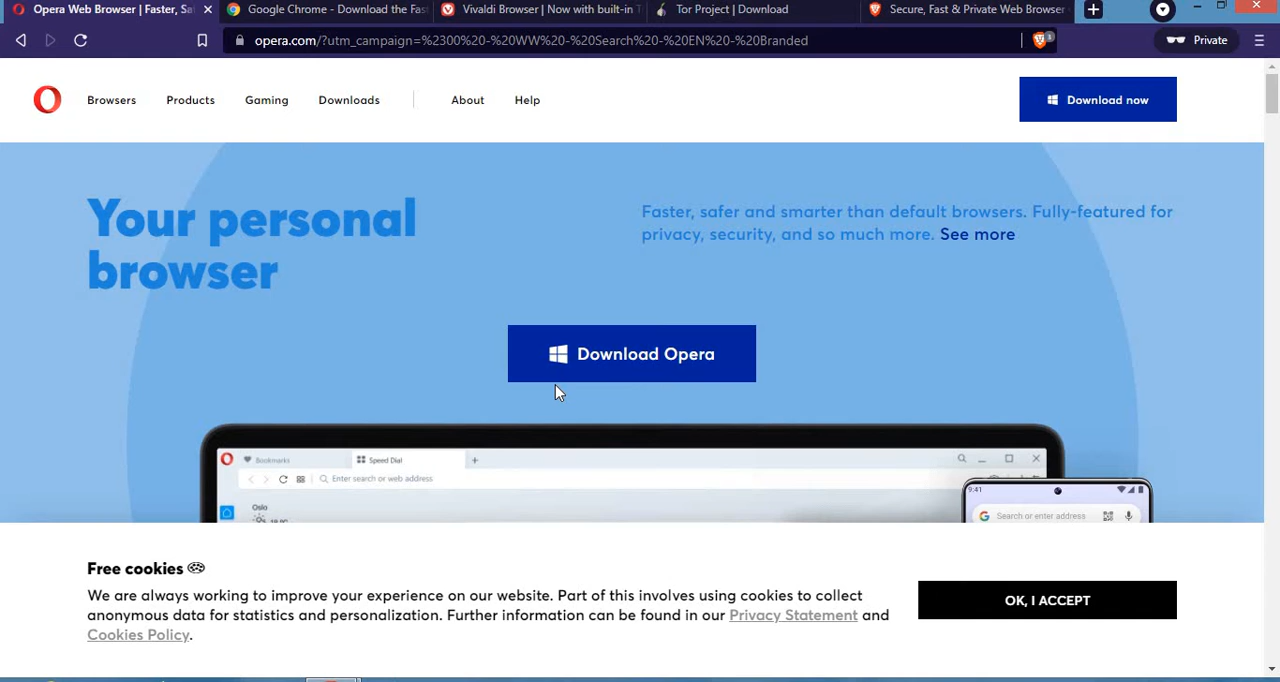 Opera Web Browser | Faster, Sa
Google Chrome - Download the Fas
Vivaldi Browser | Now with built-in T
Tor Project | Download
Secure, Fast & Private Web Browser
opera.com/?utm_campaign=%2300%20-%20WW%20-%20Search%20-%20EN%20-%20Branded
1
Private
Browsers
Products
Gaming
Downloads
About
Help
Download now
Your personal
browser
Faster, safer and smarter than default browsers. Fully-featured for
privacy, security, and so much more. See more
Download Opera
Bookmarks
Speed Dial
Enter search or web address
Oslo
9:41
Search or enter address
Free cookies
We are always working to improve your experience on our website. Part of this involves using cookies to collect
anonymous data for statistics and personalization. Further information can be found in our Privacy Statement and
Cookies Policy.
OK, I ACCEPT